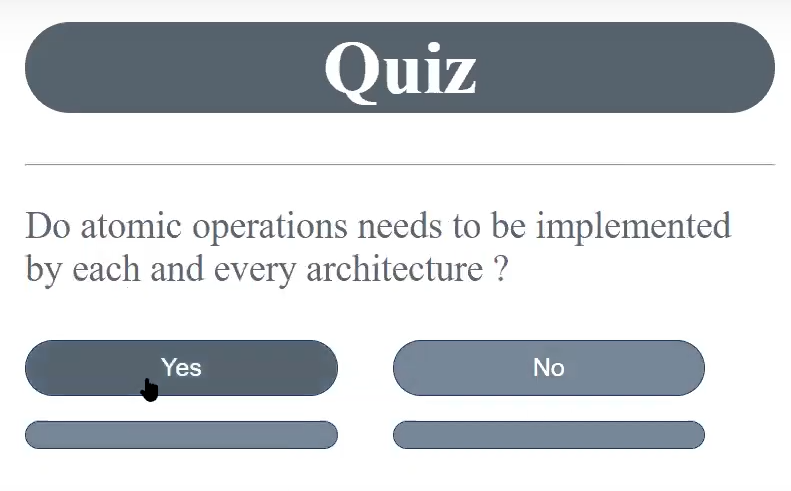 Quiz
Do atomic operations needs to be implemented
by each and every architecture ?
Yes
No